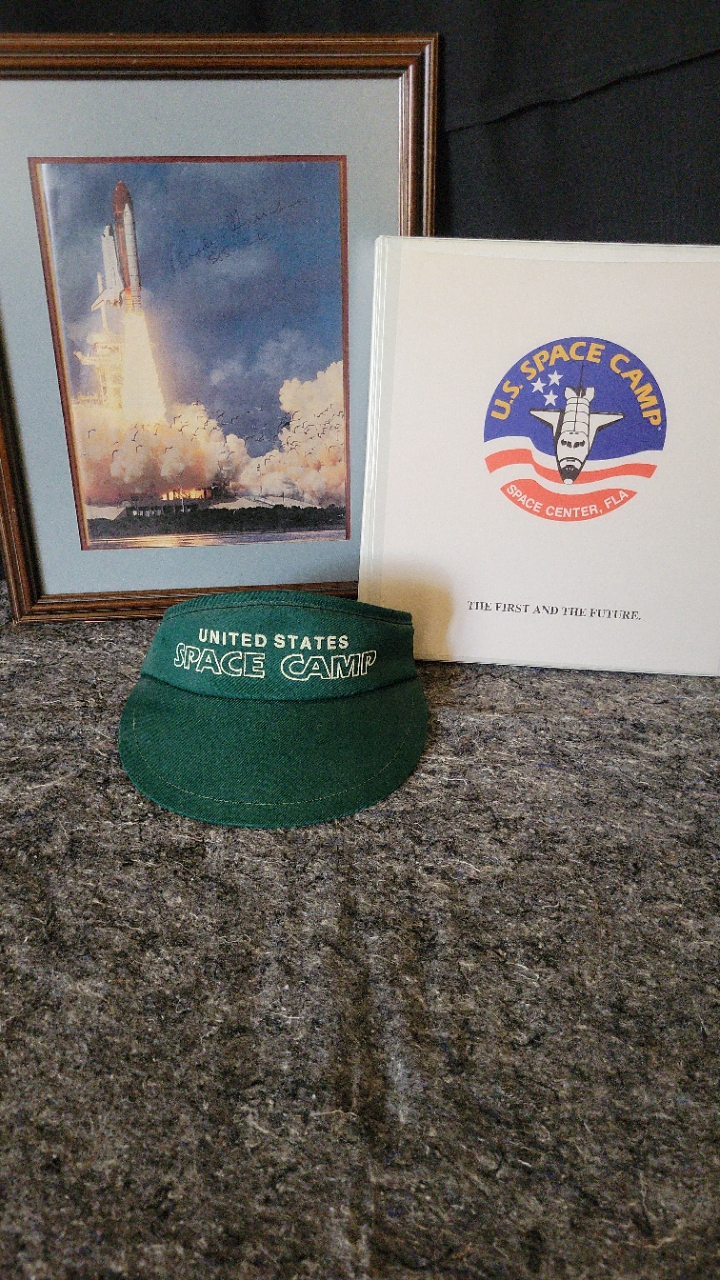 U.S. SPACE CAMP
SPACE CENTER, FLA
THE FIRST AND THE FUTURE.
UNITED STATES
SPACE CAMP